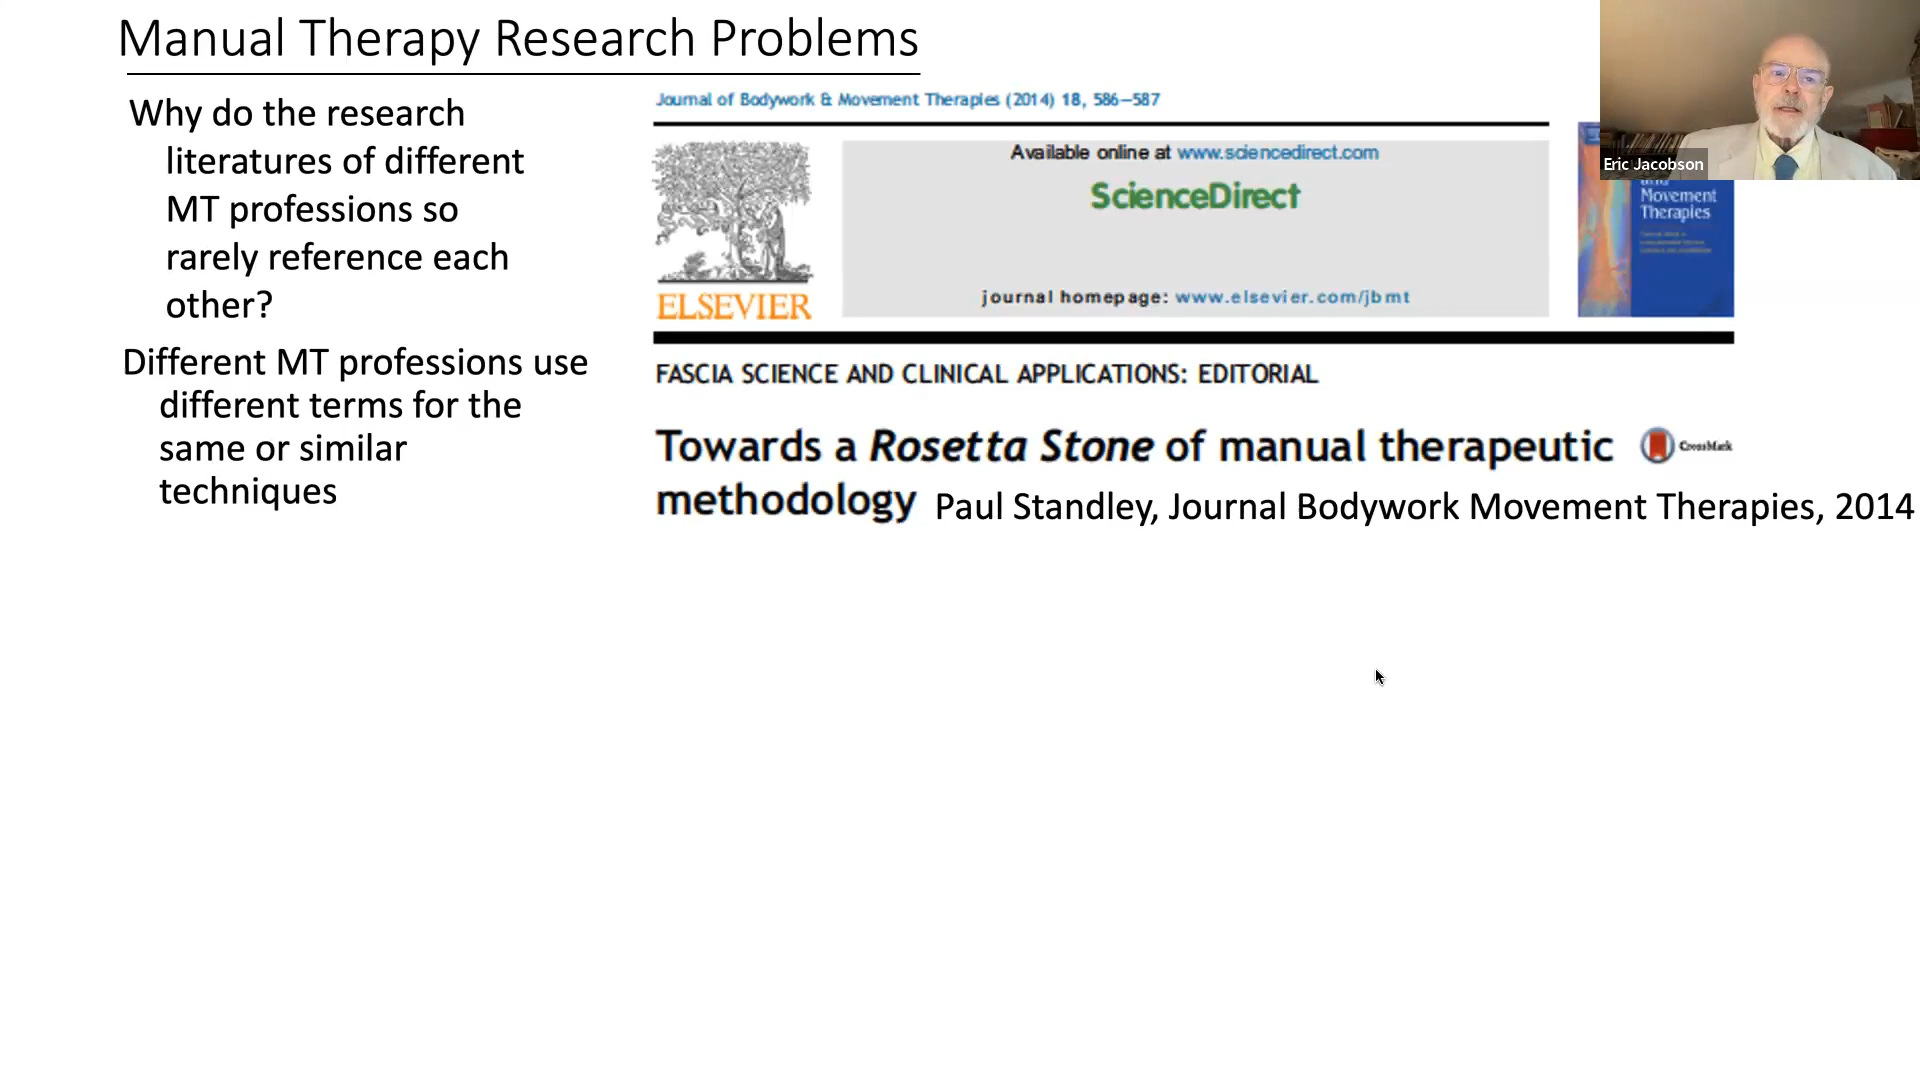 Manual Therapy Research Problems
Why do the research
literatures of different
MT professions so
rarely reference each
other?
Different MT professions use
different terms for the
same or similar
techniques
Journal of Bodywork & Movement Therapies (2014) 18, 586–587
Available online at www.sciencedirect.com
ScienceDirect
journal homepage: www.elsevier.com/jbmt
ELSEVIER
Movement
Therapies
Eric Jacobson
FASCIA SCIENCE AND CLINICAL APPLICATIONS: EDITORIAL
Towards a Rosetta Stone of manual therapeutic
CrossMark
methodology Paul Standley, Journal Bodywork Movement Therapies, 2014